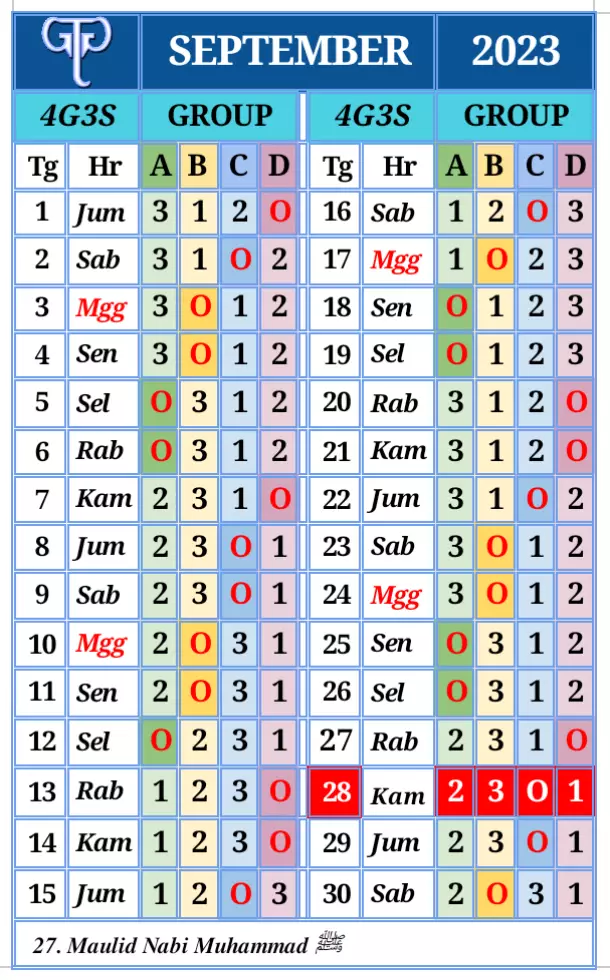 GTG SEPTEMBER 2023
4G3S GROUP 4G3S GROUP
Tg Hr A B C D Tg Hr A B C D
1 Jum 3 1 2 O 16 Sab 1 2 O 3
2 Sab 3 1 O 2 17 Mgg 1 O 2 3
3 Mgg 3 O 1 2 18 Sen O 1 2 3
4 Sen 3 O 1 2 19 Sel O 1 2 3
5 Sel O 3 1 2 20 Rab 3 1 2 O
6 Rab O 3 1 2 21 Kam 3 1 2 O
7 Kam 2 3 1 O 22 Jum 3 1 O 2
8 Jum 2 3 O 1 23 Sab 3 O 1 2
9 Sab 2 3 O 1 24 Mgg 3 O 1 2
10 Mgg 2 O 3 1 25 Sen O 3 1 2
11 Sen 2 O 3 1 26 Sel O 3 1 2
12 Sel O 2 3 1 27 Rab 2 3 1 O
13 Rab 1 2 3 O 28 Kam 2 3 O 1
14 Kam 1 2 3 O 29 Jum 2 3 O 1
15 Jum 1 2 O 3 30 Sab 2 O 3 1
27. Maulid Nabi Muhammad ﷺ